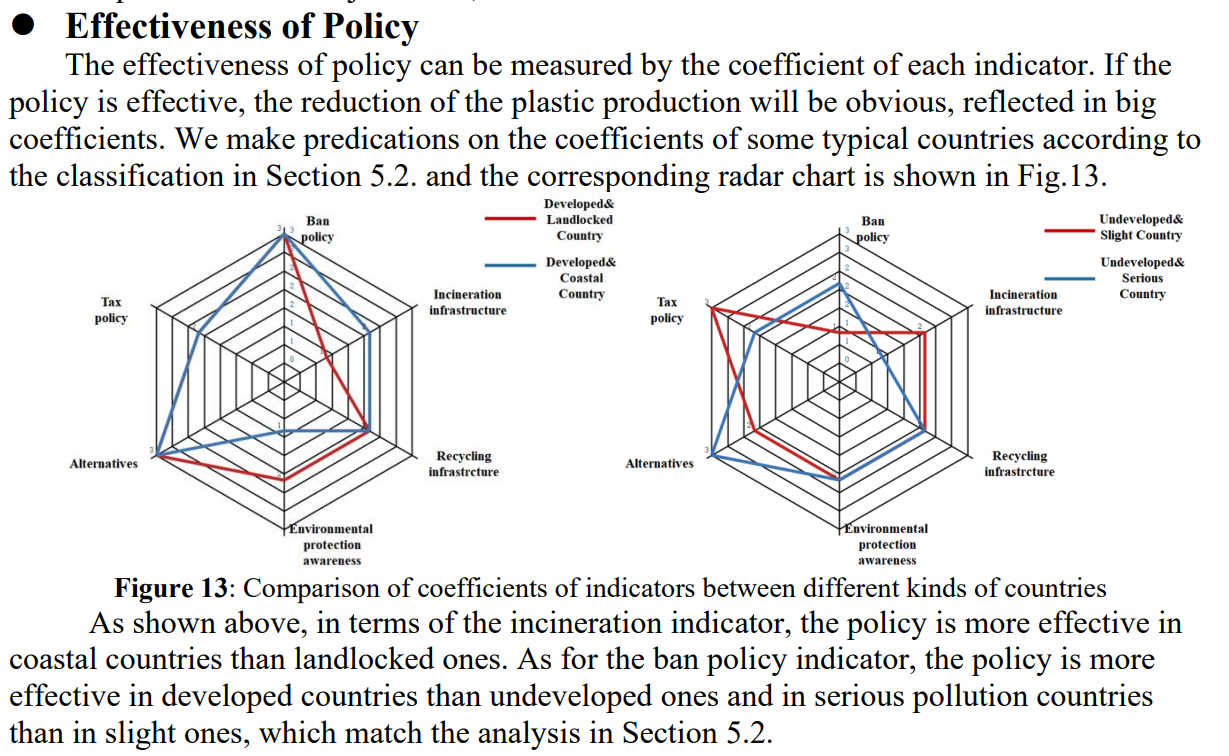 ● Effectiveness of Policy
The effectiveness of policy can be measured by the coefficient of each indicator. If the
policy is effective, the reduction of the plastic production will be obvious, reflected in big
coefficients. We make predications on the coefficients of some typical countries according to
the classification in Section 5.2. and the corresponding radar chart is shown in Fig.13.
Ban
policy
Incineration
infrastructure
Recycling
infrastrcture
Environmental
protection
awareness
Alternatives
Tax
policy
Developed&
Landlocked
Country
Developed&
Coastal
Country
Ban
policy
Incineration
infrastructure
Recycling
infrastrcture
Environmental
protection
awareness
Alternatives
Tax
policy
Undeveloped&
Slight Country
Undeveloped&
Serious
Country
Figure 13: Comparison of coefficients of indicators between different kinds of countries
As shown above, in terms of the incineration indicator, the policy is more effective in
coastal countries than landlocked ones. As for the ban policy indicator, the policy is more
effective in developed countries than undeveloped ones and in serious pollution countries
than in slight ones, which match the analysis in Section 5.2.